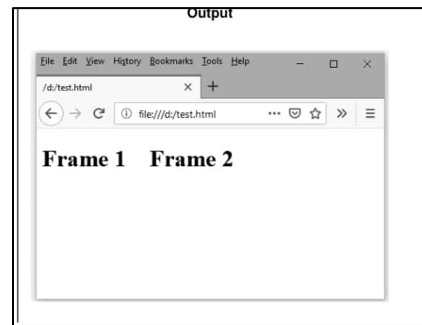 Output
File Edit View History Bookmarks Tools Help
/d:/test.html
file:///d:/test.html
Frame 1 Frame 2